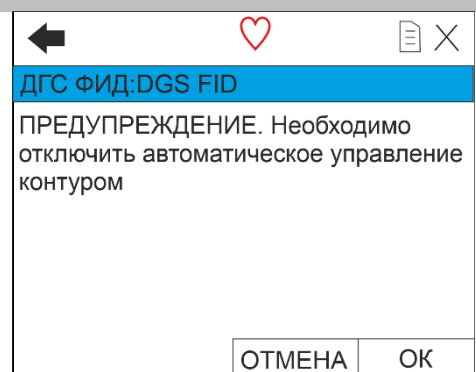 ДГС ФИД:DGS FID
ПРЕДУПРЕЖДЕНИЕ. Необходимо
отключить автоматическое управление
контуром
ОТМЕНА ОК